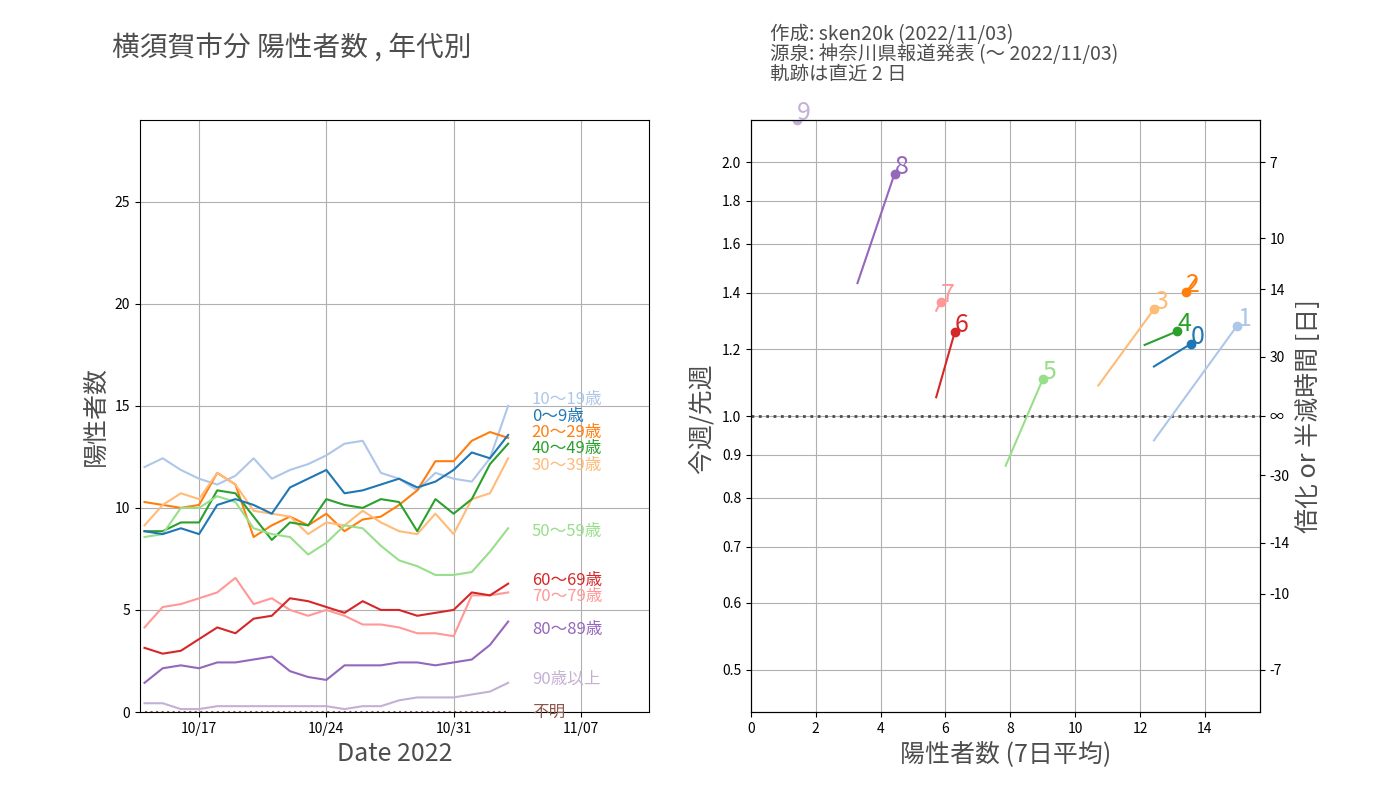 横須賀市分 陽性者数 , 年代別
作成: sken20k (2022/11/03)
源泉: 神奈川県報道発表 (〜 2022/11/03)
軌跡は直近 2 日
陽性者数
25
20
15
10
5
0
10/17
10/24
10/31
11/07
Date 2022
10〜19歳
0〜9歳
20〜29歳
40〜49歳
30〜39歳
50〜59歳
60〜69歳
70〜79歳
80〜89歳
90歳以上
不明
今週/先週
2.0
1.8
1.6
1.4
1.2
1.0
0.9
0.8
0.7
0.6
0.5
9
8
7
6
5
3
2
4
0
1
0
2
4
6
8
10
12
14
陽性者数 (7日平均)
7
10
14
30
∞
-30
-14
-10
-7
倍化 or 半減時間 [日]